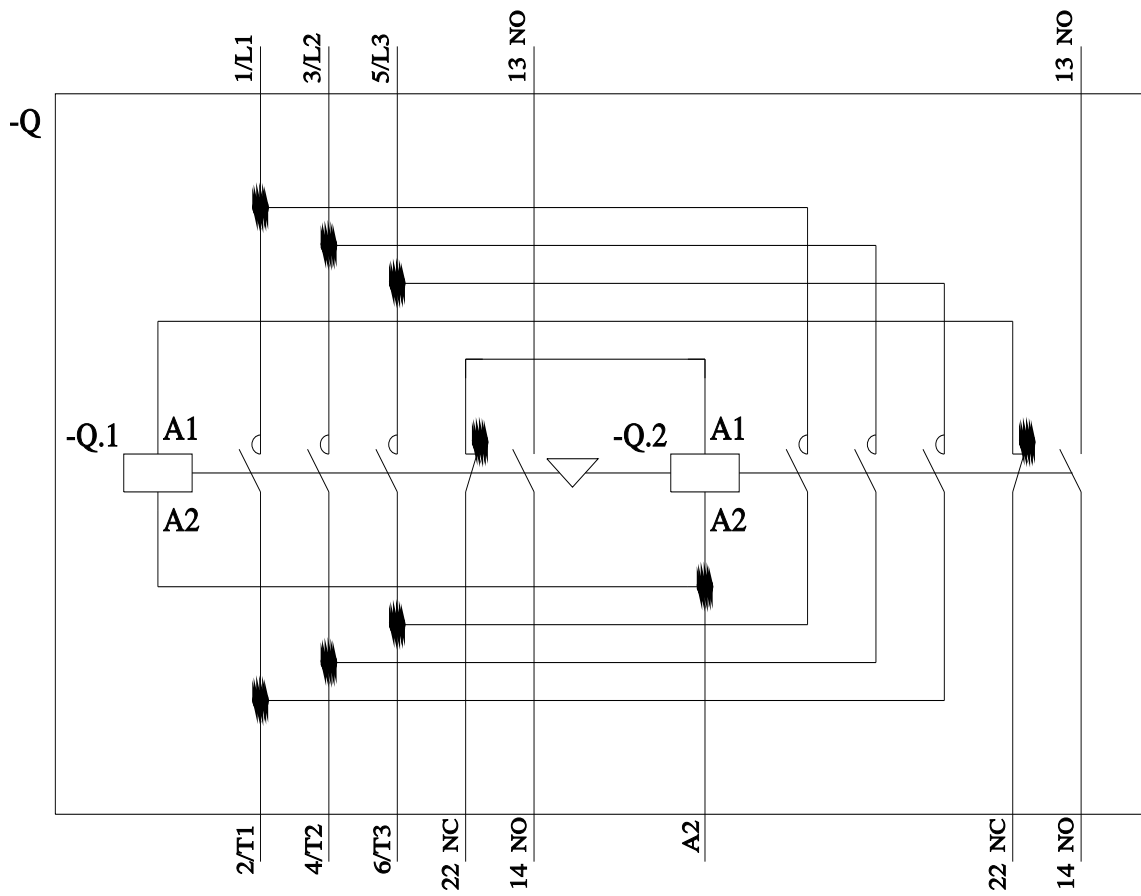 1/L1
3/L2
5/L3
13 NO
13 NO
-Q
-Q.1
A1
A2
-Q.2
A1
A2
2/T1
4/T2
6/T3
22 NC
14 NO
A2
22 NC
14 NO